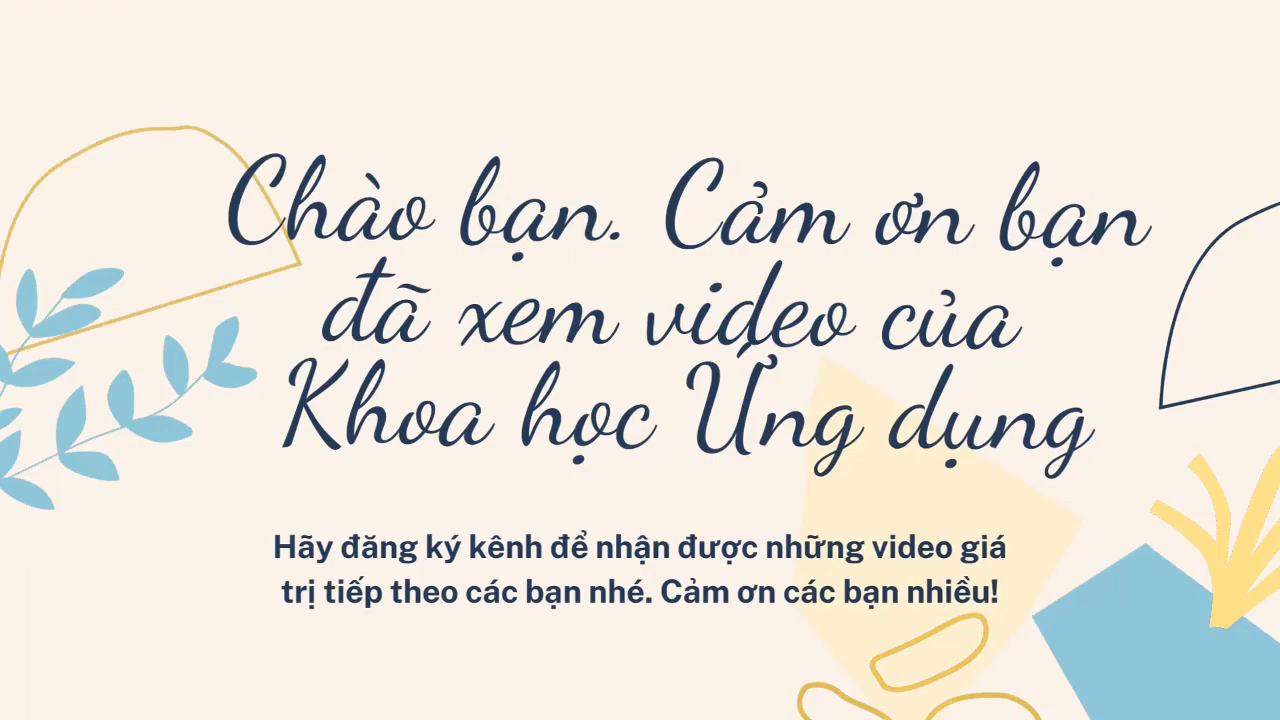 Chào bạn. Cảm ơn bạn
đã xem video của
Khoa học Ứng dụng
Hãy đăng ký kênh để nhận được những video giá
trị tiếp theo các bạn nhé. Cảm ơn các bạn nhiều!